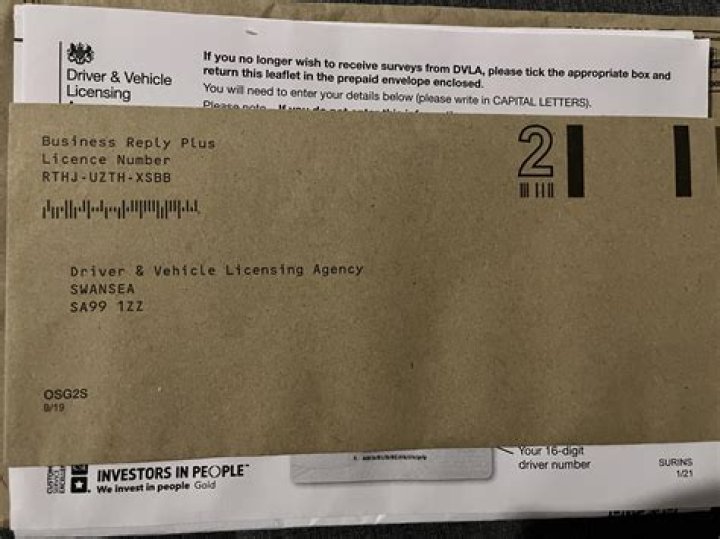 Driver & Vehicle
Licensing
If you no longer wish to receive surveys from DVLA, please tick the appropriate box and
return this leaflet in the prepaid envelope enclosed.
You will need to enter your details below (please write in CAPITAL LETTERS).
Please note
Business Reply Plus
Licence Number
RTHJ-UZTH-XSBB
2
Driver & Vehicle Licensing Agency
SWANSEA
SA99 1ZZ
OSG2S
8/19
INVESTORS IN PEOPLE
We invest in people Gold
Your 16-digit
driver number
SURINS
1/21